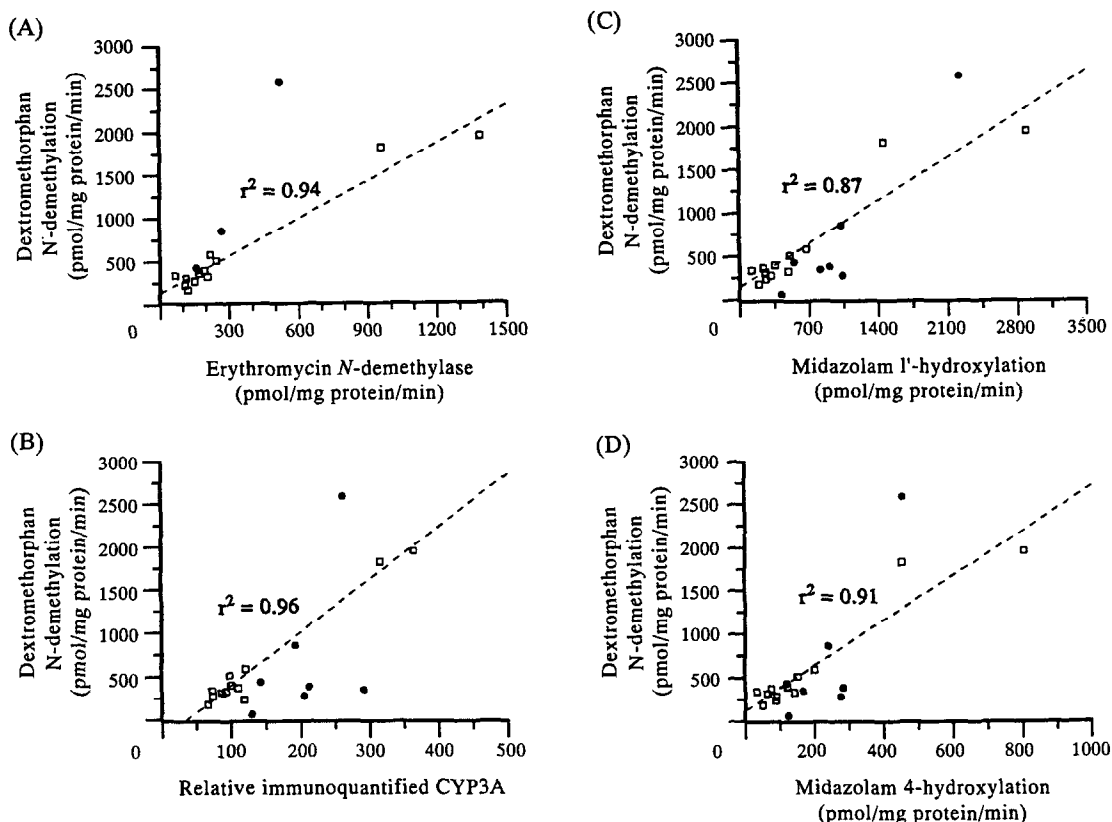 (A)
Dextromethorphan
N-demethylation
(pmol/mg protein/min)
3000
2500
2000
1500
1000
500
0
r² = 0.94
300
600
900
1200
1500
Erythromycin N-demethylase
(pmol/mg protein/min)
(C)
Dextromethorphan
N-demethylation
(pmol/mg protein/min)
3000
2500
2000
1500
1000
500
0
r² = 0.87
700
1400
2100
2800
3500
Midazolam l'-hydroxylation
(pmol/mg protein/min)
(B)
Dextromethorphan
N-demethylation
(pmol/mg protein/min)
3000
2500
2000
1500
1000
500
0
r² = 0.96
100
200
300
400
500
Relative immunoquantified CYP3A
(D)
Dextromethorphan
N-demethylation
(pmol/mg protein/min)
3000
2500
2000
1500
1000
500
0
r² = 0.91
200
400
600
800
1000
Midazolam 4-hydroxylation
(pmol/mg protein/min)